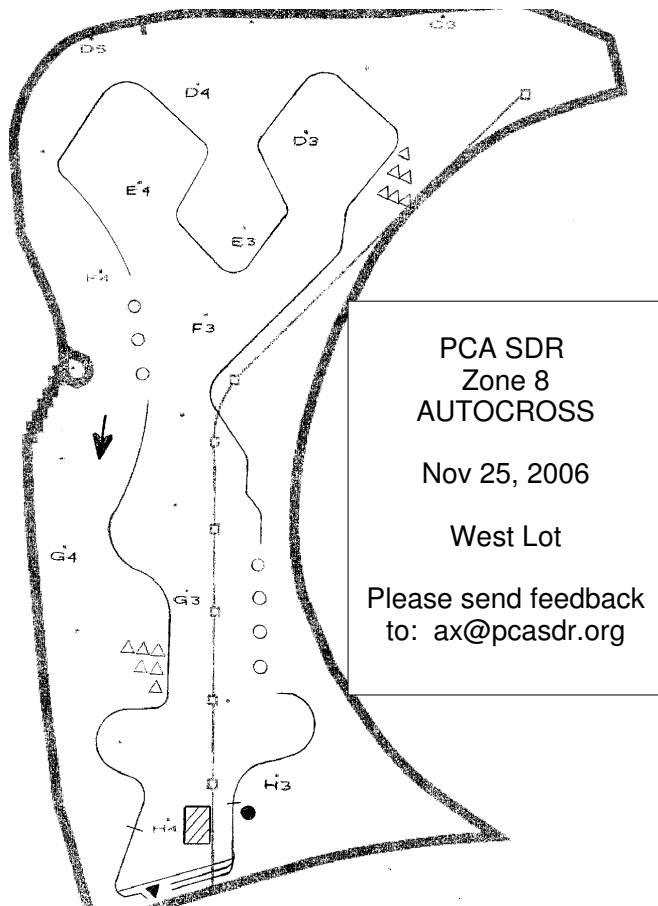 C3
D5
D4
D3
E4
E3
F4
F3
G4
G3
H3
H4
PCA SDR
Zone 8
AUTOCROSS
Nov 25, 2006
West Lot
Please send feedback
to: ax@pcasdr.org